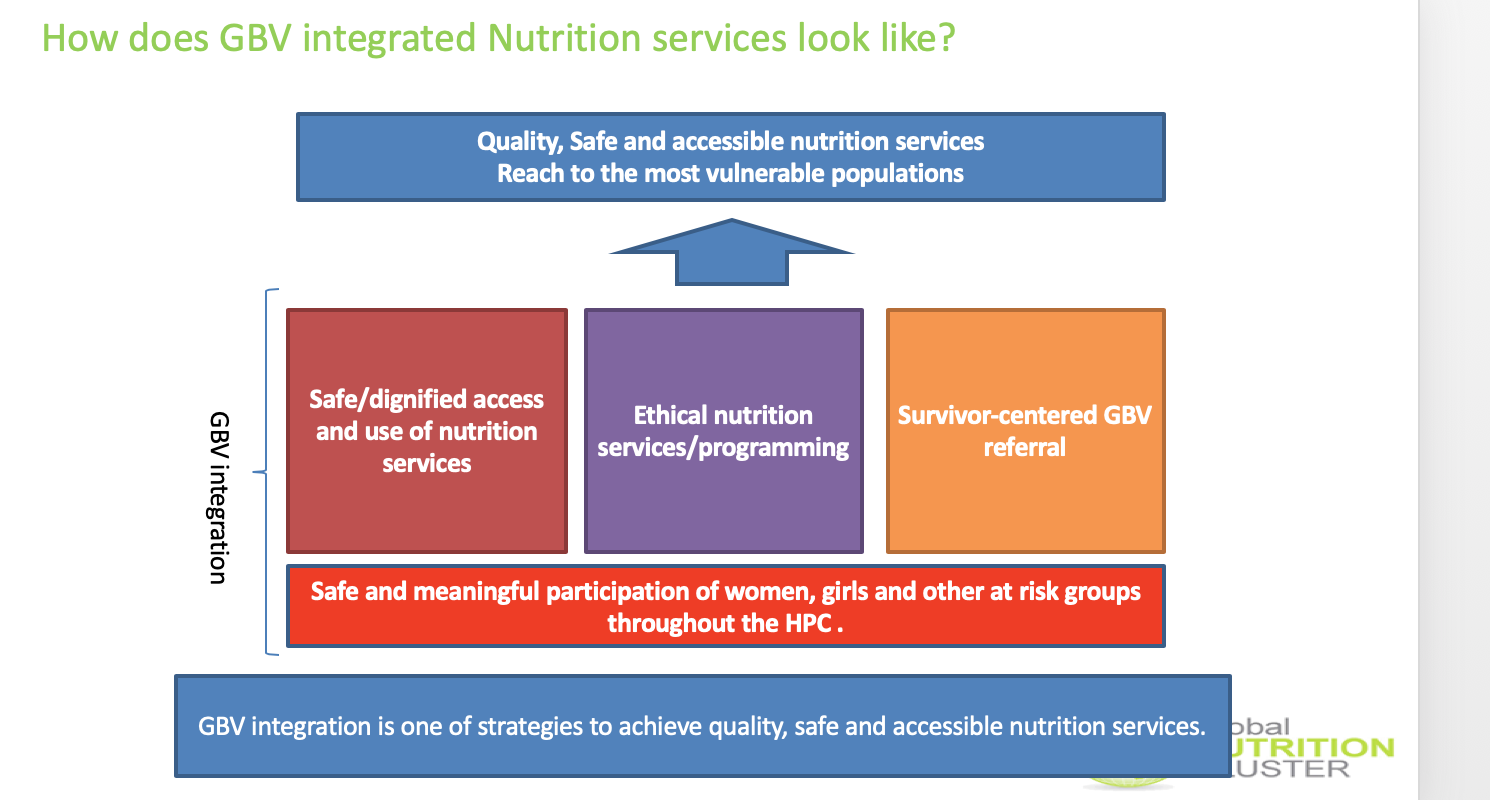 How does GBV integrated Nutrition services look like?
Quality, Safe and accessible nutrition services
Reach to the most vulnerable populations
GBV integration
Safe/dignified access
and use of nutrition
services
Ethical nutrition
services/programming
Survivor-centered GBV
referral
Safe and meaningful participation of women, girls and other at risk groups
throughout the HPC .
GBV integration is one of strategies to achieve quality, safe and accessible nutrition services.
obal
UTRITION
LUSTER